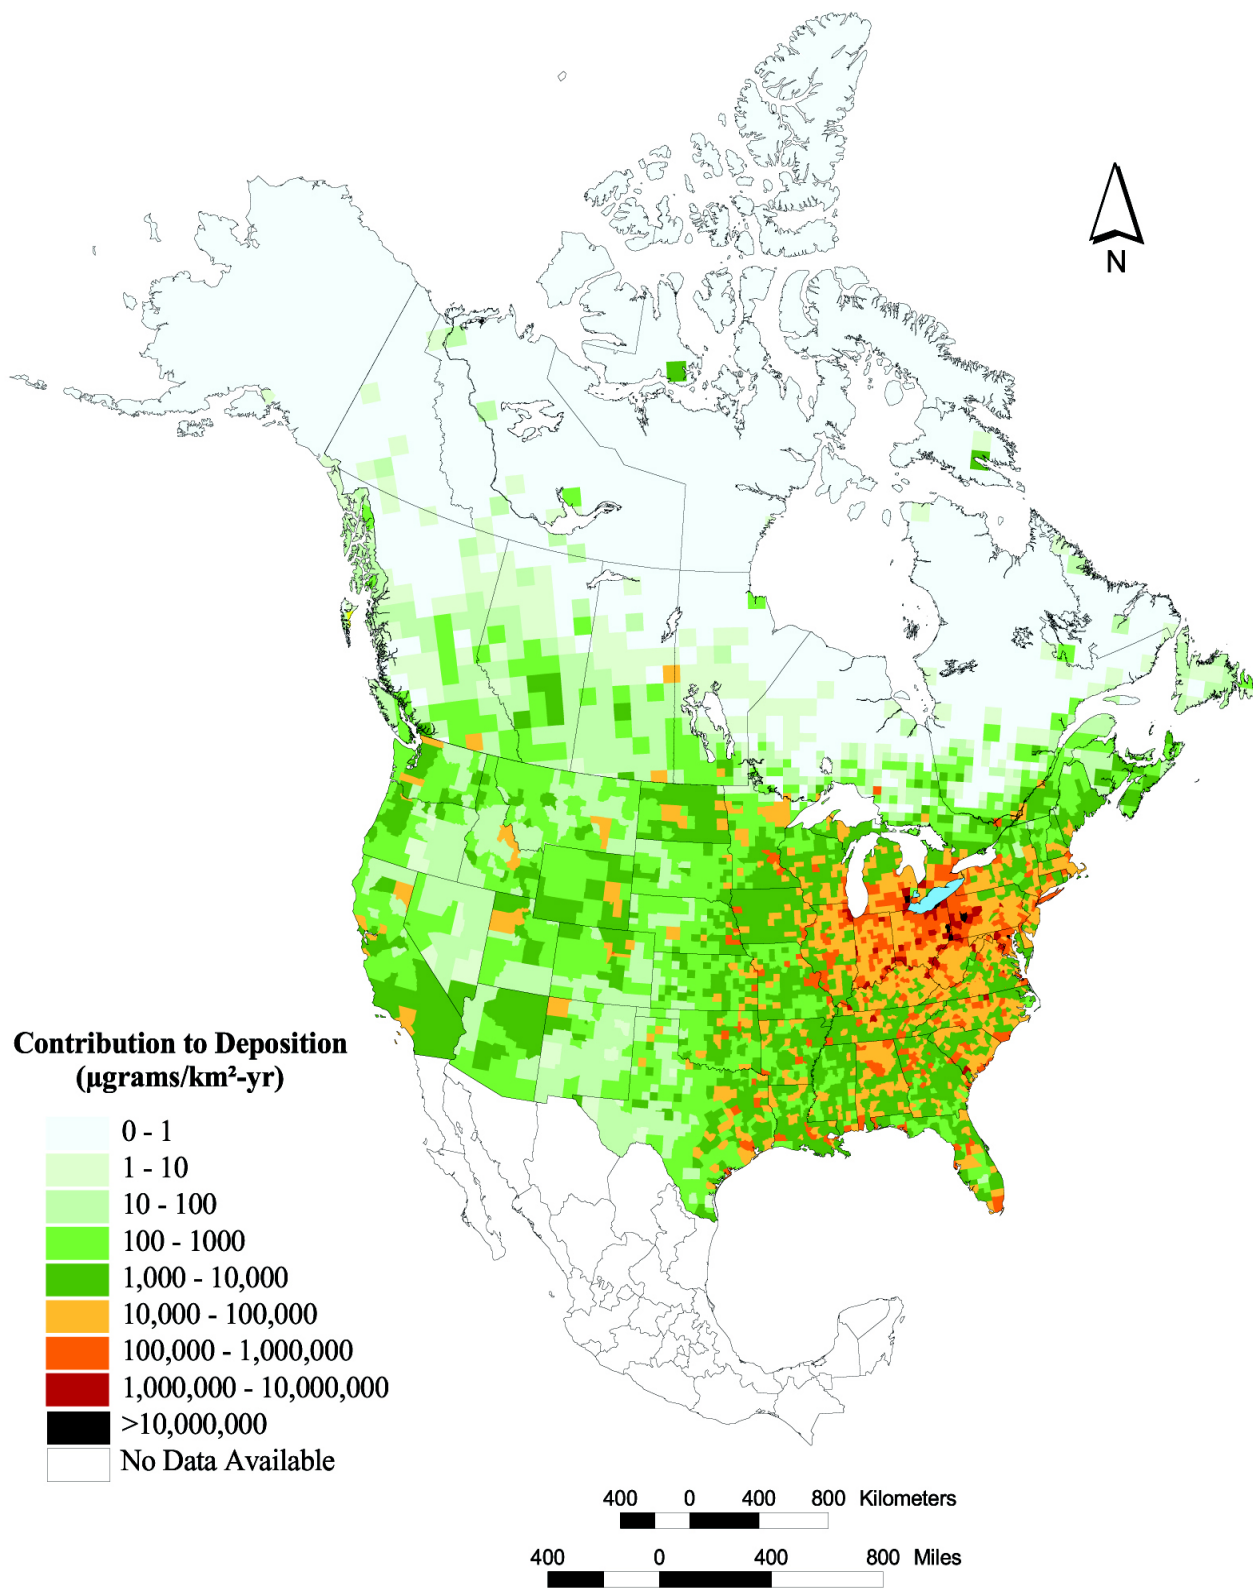 N
Contribution to Deposition
(µgrams/km²-yr)
0 - 1
1 - 10
10 - 100
100 - 1000
1,000 - 10,000
10,000 - 100,000
100,000 - 1,000,000
1,000,000 - 10,000,000
>10,000,000
No Data Available
400 0 400 800 Kilometers
400 0 400 800 Miles